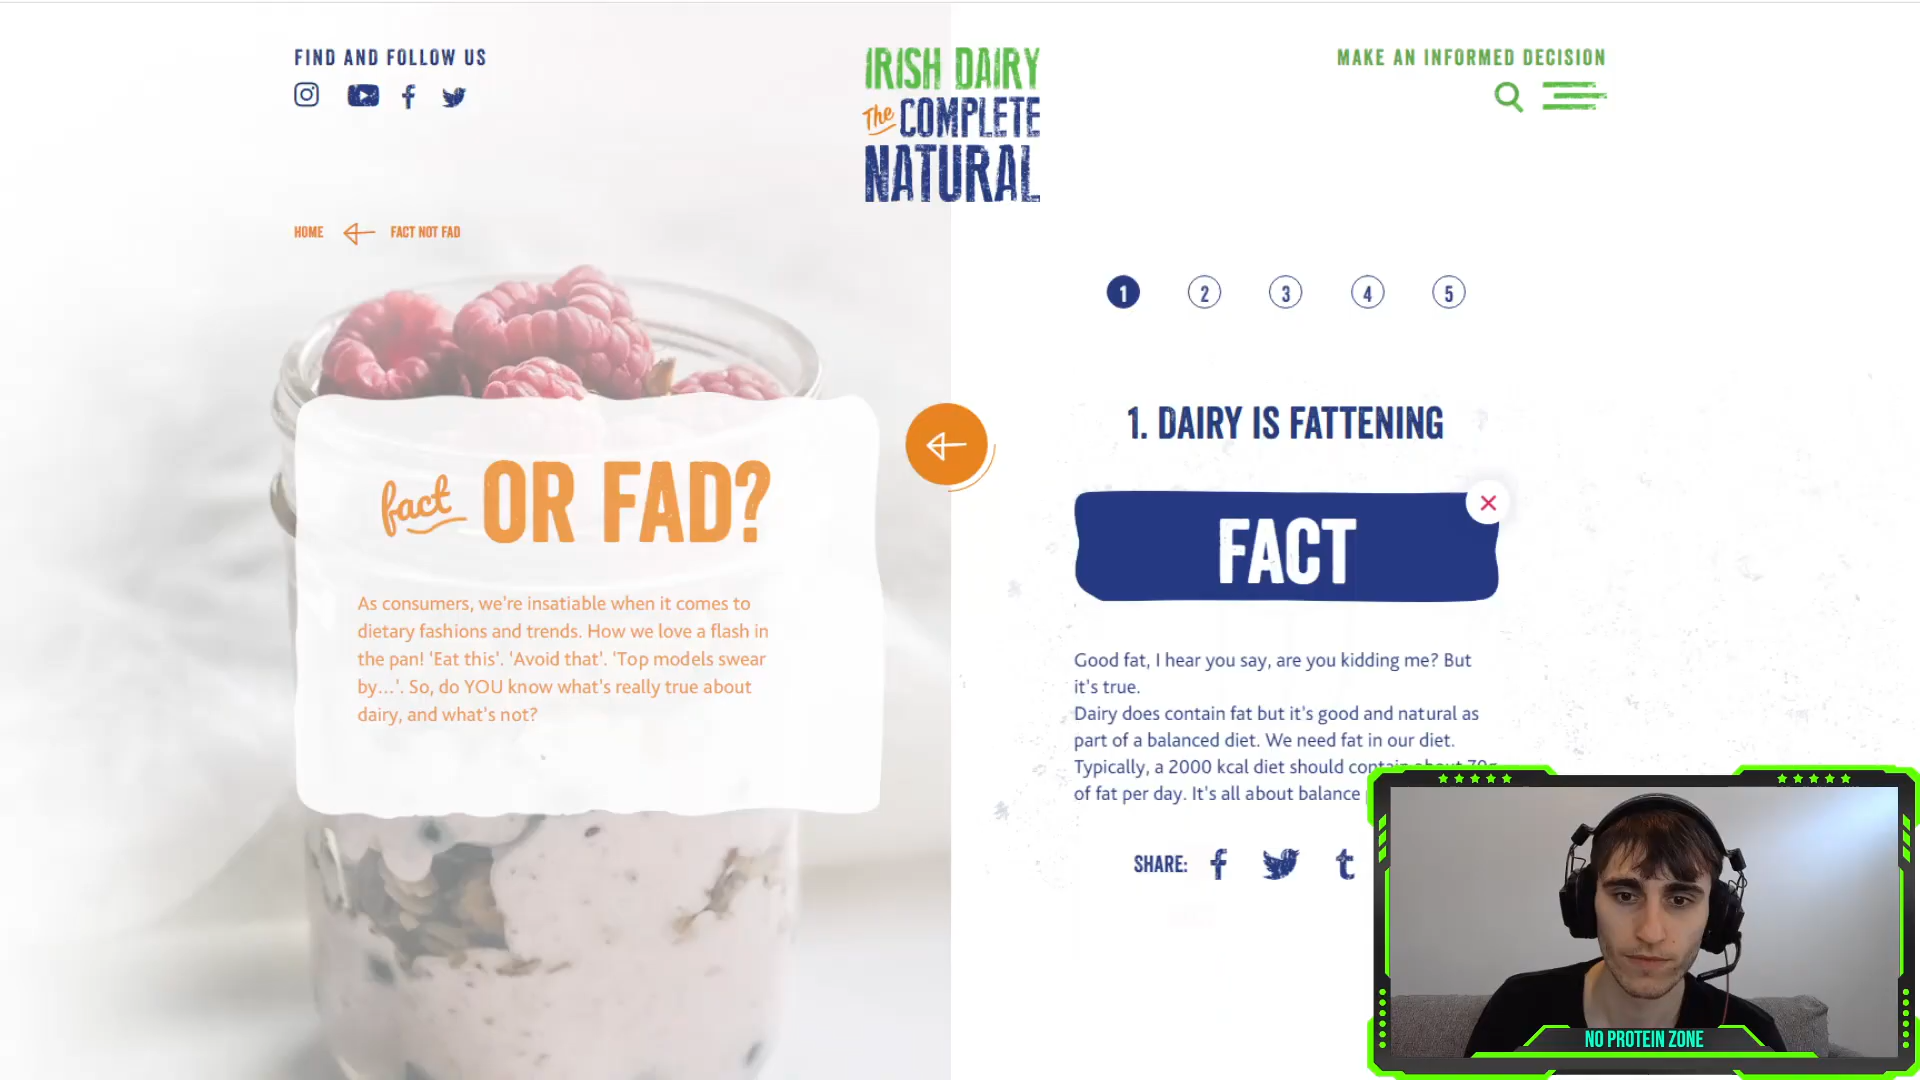 FIND AND FOLLOW US
IRISH DAIRY
The COMPLETE
NATURAL
MAKE AN INFORMED DECISION
HOME FACT NOT FAD
1 2 3 4 5
fact OR FAD?
As consumers, we're insatiable when it comes to
dietary fashions and trends. How we love a flash in
the pan! 'Eat this'. 'Avoid that'. 'Top models swear
by...'. So, do YOU know what's really true about
dairy, and what's not?
1. DAIRY IS FATTENING
FACT
Good fat, I hear you say, are you kidding me? But
it's true.
Dairy does contain fat but it's good and natural as
part of a balanced diet. We need fat in our diet.
Typically, a 2000 kcal diet should contain about 70g
of fat per day. It's all about balance
SHARE:
NO PROTEIN ZONE